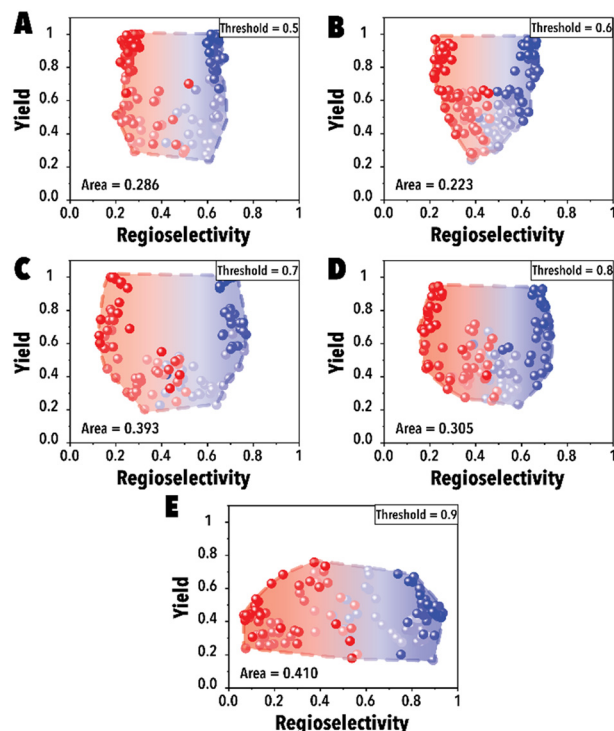 A
Threshold = 0.5
1
0.8
0.6
0.4
0.2
0.0
Yield
Area = 0.286
0.0 0.2 0.4 0.6 0.8 1
Regioselectivity
B
Threshold = 0.6
1
0.8
0.6
0.4
0.2
0.0
Yield
Area = 0.223
0.0 0.2 0.4 0.6 0.8 1
Regioselectivity
C
Threshold = 0.7
1
0.8
0.6
0.4
0.2
0.0
Yield
Area = 0.393
0.0 0.2 0.4 0.6 0.8 1
Regioselectivity
D
Threshold = 0.8
1
0.8
0.6
0.4
0.2
0.0
Yield
Area = 0.305
0.0 0.2 0.4 0.6 0.8 1
Regioselectivity
E
Threshold = 0.9
1
0.8
0.6
0.4
0.2
0.0
Yield
Area = 0.410
0.0 0.2 0.4 0.6 0.8 1
Regioselectivity